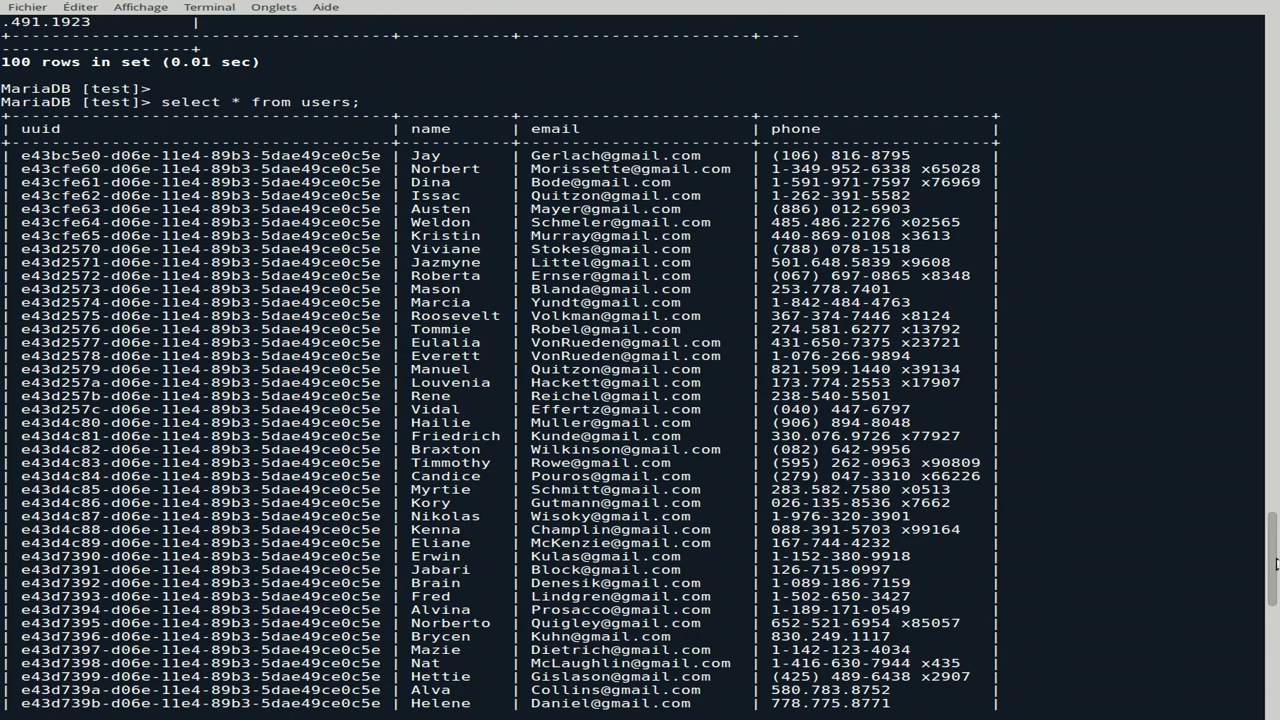 Fichier Éditer Affichage Terminal Onglets Aide
.491.1923 |
+--------------------------------------+-----------+-----------------------+----
-------------------+
100 rows in set (0.01 sec)
MariaDB [test]>
MariaDB [test]> select * from users;
+--------------------------------------+-----------+-----------------------+-----------------------+
| uuid | name | email | phone |
+--------------------------------------+-----------+-----------------------+-----------------------+
| e43bc5e0-d06e-11e4-89b3-5dae49ce0c5e | Jay | Gerlach@gmail.com | (106) 816-8795 |
| e43cfe60-d06e-11e4-89b3-5dae49ce0c5e | Norbert | Morissette@gmail.com | 1-349-952-6338 x65028 |
| e43cfe61-d06e-11e4-89b3-5dae49ce0c5e | Dina | Bode@gmail.com | 1-591-971-7597 x76969 |
| e43cfe62-d06e-11e4-89b3-5dae49ce0c5e | Issac | Quitzon@gmail.com | 1-262-391-5582 |
| e43cfe63-d06e-11e4-89b3-5dae49ce0c5e | Austen | Mayer@gmail.com | (886) 012-6903 |
| e43cfe64-d06e-11e4-89b3-5dae49ce0c5e | Weldon | Schmeler@gmail.com | 485.486.2276 x02565 |
| e43cfe65-d06e-11e4-89b3-5dae49ce0c5e | Kristin | Murray@gmail.com | 440-869-0108 x3613 |
| e43d2570-d06e-11e4-89b3-5dae49ce0c5e | Viviane | Stokes@gmail.com | (788) 078-1518 |
| e43d2571-d06e-11e4-89b3-5dae49ce0c5e | Jazmyne | Littel@gmail.com | 501.648.5839 x9608 |
| e43d2572-d06e-11e4-89b3-5dae49ce0c5e | Roberta | Ernser@gmail.com | (067) 697-0865 x8348 |
| e43d2573-d06e-11e4-89b3-5dae49ce0c5e | Mason | Blanda@gmail.com | 253.778.7401 |
| e43d2574-d06e-11e4-89b3-5dae49ce0c5e | Marcia | Yundt@gmail.com | 1-842-484-4763 |
| e43d2575-d06e-11e4-89b3-5dae49ce0c5e | Roosevelt | Volkman@gmail.com | 367-374-7446 x8124 |
| e43d2576-d06e-11e4-89b3-5dae49ce0c5e | Tommie | Robel@gmail.com | 274.581.6277 x13792 |
| e43d2577-d06e-11e4-89b3-5dae49ce0c5e | Eulalia | VonRueden@gmail.com | 431-650-7375 x23721 |
| e43d2578-d06e-11e4-89b3-5dae49ce0c5e | Everett | VonRueden@gmail.com | 1-076-266-9894 |
| e43d2579-d06e-11e4-89b3-5dae49ce0c5e | Manuel | Quitzon@gmail.com | 821.509.1440 x39134 |
| e43d257a-d06e-11e4-89b3-5dae49ce0c5e | Louvenia | Hackett@gmail.com | 173.774.2553 x17907 |
| e43d257b-d06e-11e4-89b3-5dae49ce0c5e | Rene | Reichel@gmail.com | 238-540-5501 |
| e43d257c-d06e-11e4-89b3-5dae49ce0c5e | Vidal | Effertz@gmail.com | (040) 447-6797 |
| e43d4c80-d06e-11e4-89b3-5dae49ce0c5e | Hailie | Muller@gmail.com | (906) 894-8048 |
| e43d4c81-d06e-11e4-89b3-5dae49ce0c5e | Friedrich | Kunde@gmail.com | 330.076.9726 x77927 |
| e43d4c82-d06e-11e4-89b3-5dae49ce0c5e | Braxton | Wilkinson@gmail.com | (082) 642-9956 |
| e43d4c83-d06e-11e4-89b3-5dae49ce0c5e | Timmothy | Rowe@gmail.com | (595) 262-0963 x90809 |
| e43d4c84-d06e-11e4-89b3-5dae49ce0c5e | Candice | Pouros@gmail.com | (279) 047-3310 x66226 |
| e43d4c85-d06e-11e4-89b3-5dae49ce0c5e | Myrtie | Schmitt@gmail.com | 283.582.7580 x0513 |
| e43d4c86-d06e-11e4-89b3-5dae49ce0c5e | Kory | Gutmann@gmail.com | 026-135-8536 x7662 |
| e43d4c87-d06e-11e4-89b3-5dae49ce0c5e | Nikolas | Wisoky@gmail.com | 1-976-320-3901 |
| e43d4c88-d06e-11e4-89b3-5dae49ce0c5e | Kenna | Champlin@gmail.com | 088-391-5703 x99164 |
| e43d4c89-d06e-11e4-89b3-5dae49ce0c5e | Eliane | McKenzie@gmail.com | 167-744-4232 |
| e43d7390-d06e-11e4-89b3-5dae49ce0c5e | Erwin | Kulas@gmail.com | 1-152-380-9918 |
| e43d7391-d06e-11e4-89b3-5dae49ce0c5e | Jabari | Block@gmail.com | 126-715-0997 |
| e43d7392-d06e-11e4-89b3-5dae49ce0c5e | Brain | Denesik@gmail.com | 1-089-186-7159 |
| e43d7393-d06e-11e4-89b3-5dae49ce0c5e | Fred | Lindgren@gmail.com | 1-502-650-3427 |
| e43d7394-d06e-11e4-89b3-5dae49ce0c5e | Alvina | Prosacco@gmail.com | 1-189-171-0549 |
| e43d7395-d06e-11e4-89b3-5dae49ce0c5e | Norberto | Quigley@gmail.com | 652-521-6954 x85057 |
| e43d7396-d06e-11e4-89b3-5dae49ce0c5e | Brycen | Kuhn@gmail.com | 830.249.1117 |
| e43d7397-d06e-11e4-89b3-5dae49ce0c5e | Mazie | Dietrich@gmail.com | 1-142-123-4034 |
| e43d7398-d06e-11e4-89b3-5dae49ce0c5e | Nat | McLaughlin@gmail.com | 1-416-630-7944 x435 |
| e43d7399-d06e-11e4-89b3-5dae49ce0c5e | Hettie | Gislason@gmail.com | (425) 489-6438 x2907 |
| e43d739a-d06e-11e4-89b3-5dae49ce0c5e | Alva | Collins@gmail.com | 580.783.8752 |
| e43d739b-d06e-11e4-89b3-5dae49ce0c5e | Helene | Daniel@gmail.com | 778.775.8771 |